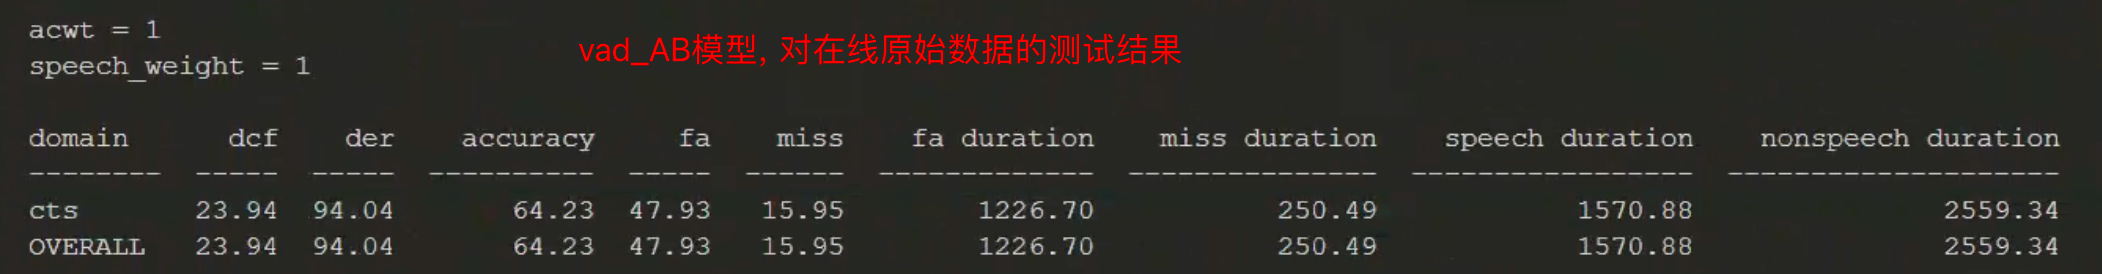 acwt = 1
vad_AB模型, 对在线原始数据的测试结果
speech_weight = 1
domain dcf der accuracy fa miss fa duration miss duration speech duration nonspeech duration
-------- ----- ----- ---------- ----- ------ ------------- --------------- ----------------- --------------------
cts 23.94 94.04 64.23 47.93 15.95 1226.70 250.49 1570.88 2559.34
OVERALL 23.94 94.04 64.23 47.93 15.95 1226.70 250.49 1570.88 2559.34